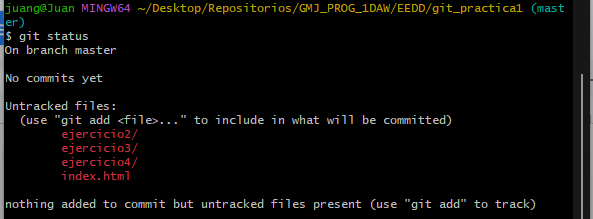 juang@Juan MINGW64 ~/Desktop/Repositorios/GMJ_PROG_1DAW/EEDD/git_practica1 (mast
er)
$ git status
On branch master
No commits yet
Untracked files:
(use "git add <file>..." to include in what will be committed)
ejercicio2/
ejercicio3/
ejercicio4/
index.html
nothing added to commit but untracked files present (use "git add" to track)